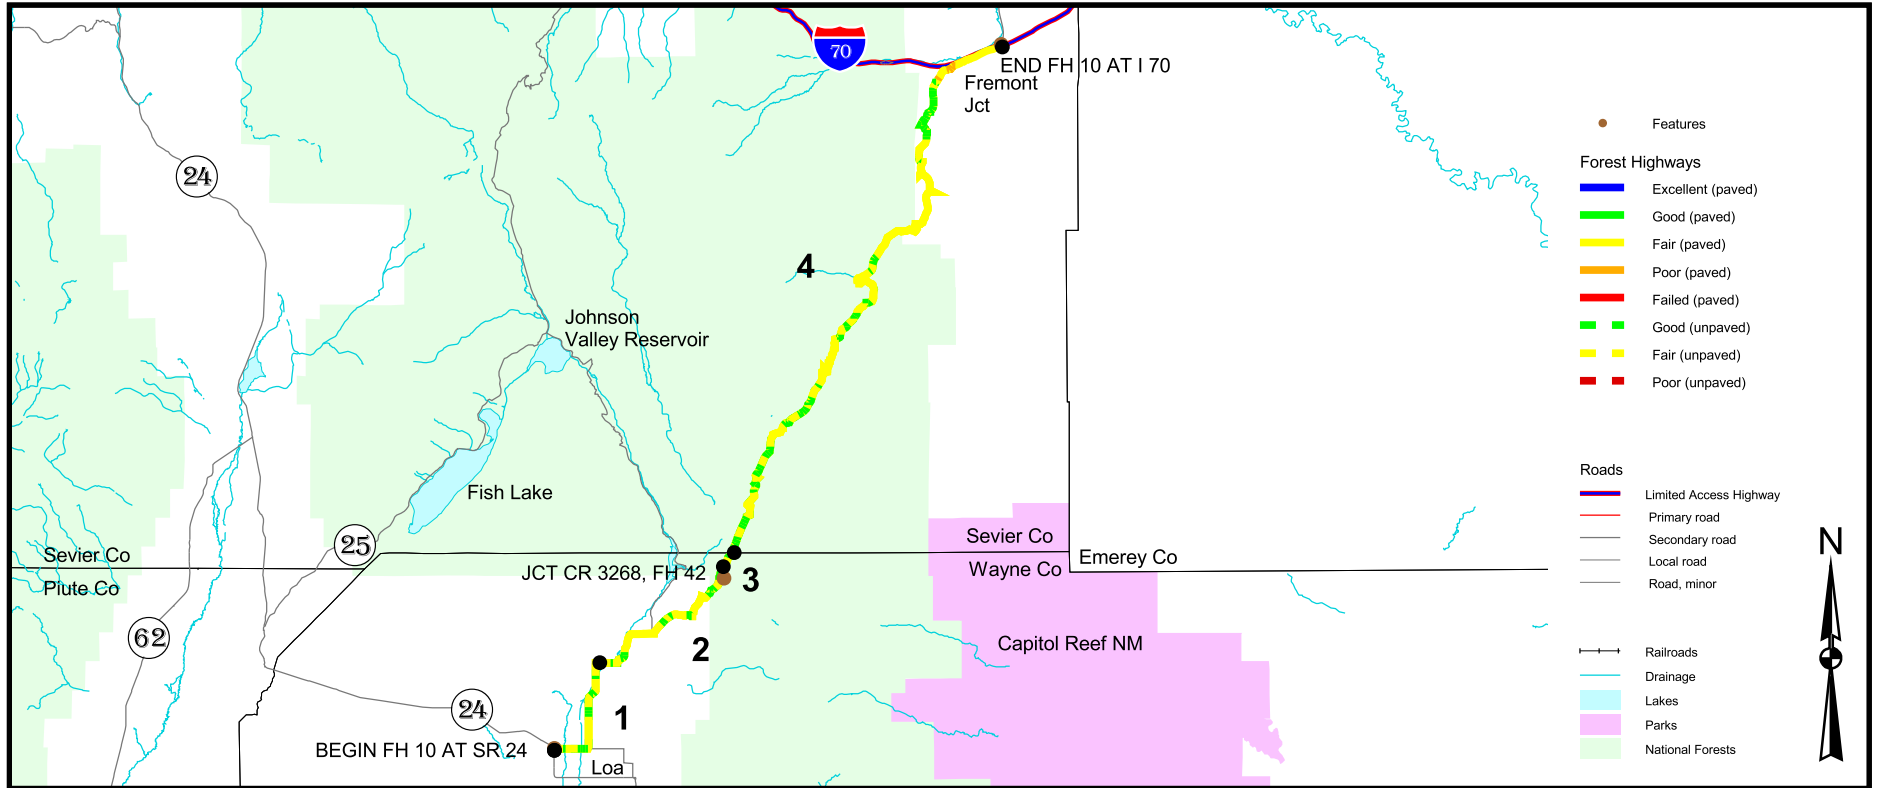 70
END FH 10 AT I 70
Fremont
Jct
24
4
Johnson
Valley Reservoir
Fish Lake
25
Sevier Co
Piute Co
62
Sevier Co
Wayne Co
Emerey Co
JCT CR 3268, FH 42
3
2
Capitol Reef NM
24
1
BEGIN FH 10 AT SR 24
Loa
Features
Forest Highways
Excellent (paved)
Good (paved)
Fair (paved)
Poor (paved)
Failed (paved)
Good (unpaved)
Fair (unpaved)
Poor (unpaved)
Roads
Limited Access Highway
Primary road
Secondary road
Local road
Road, minor
Railroads
Drainage
Lakes
Parks
National Forests
N